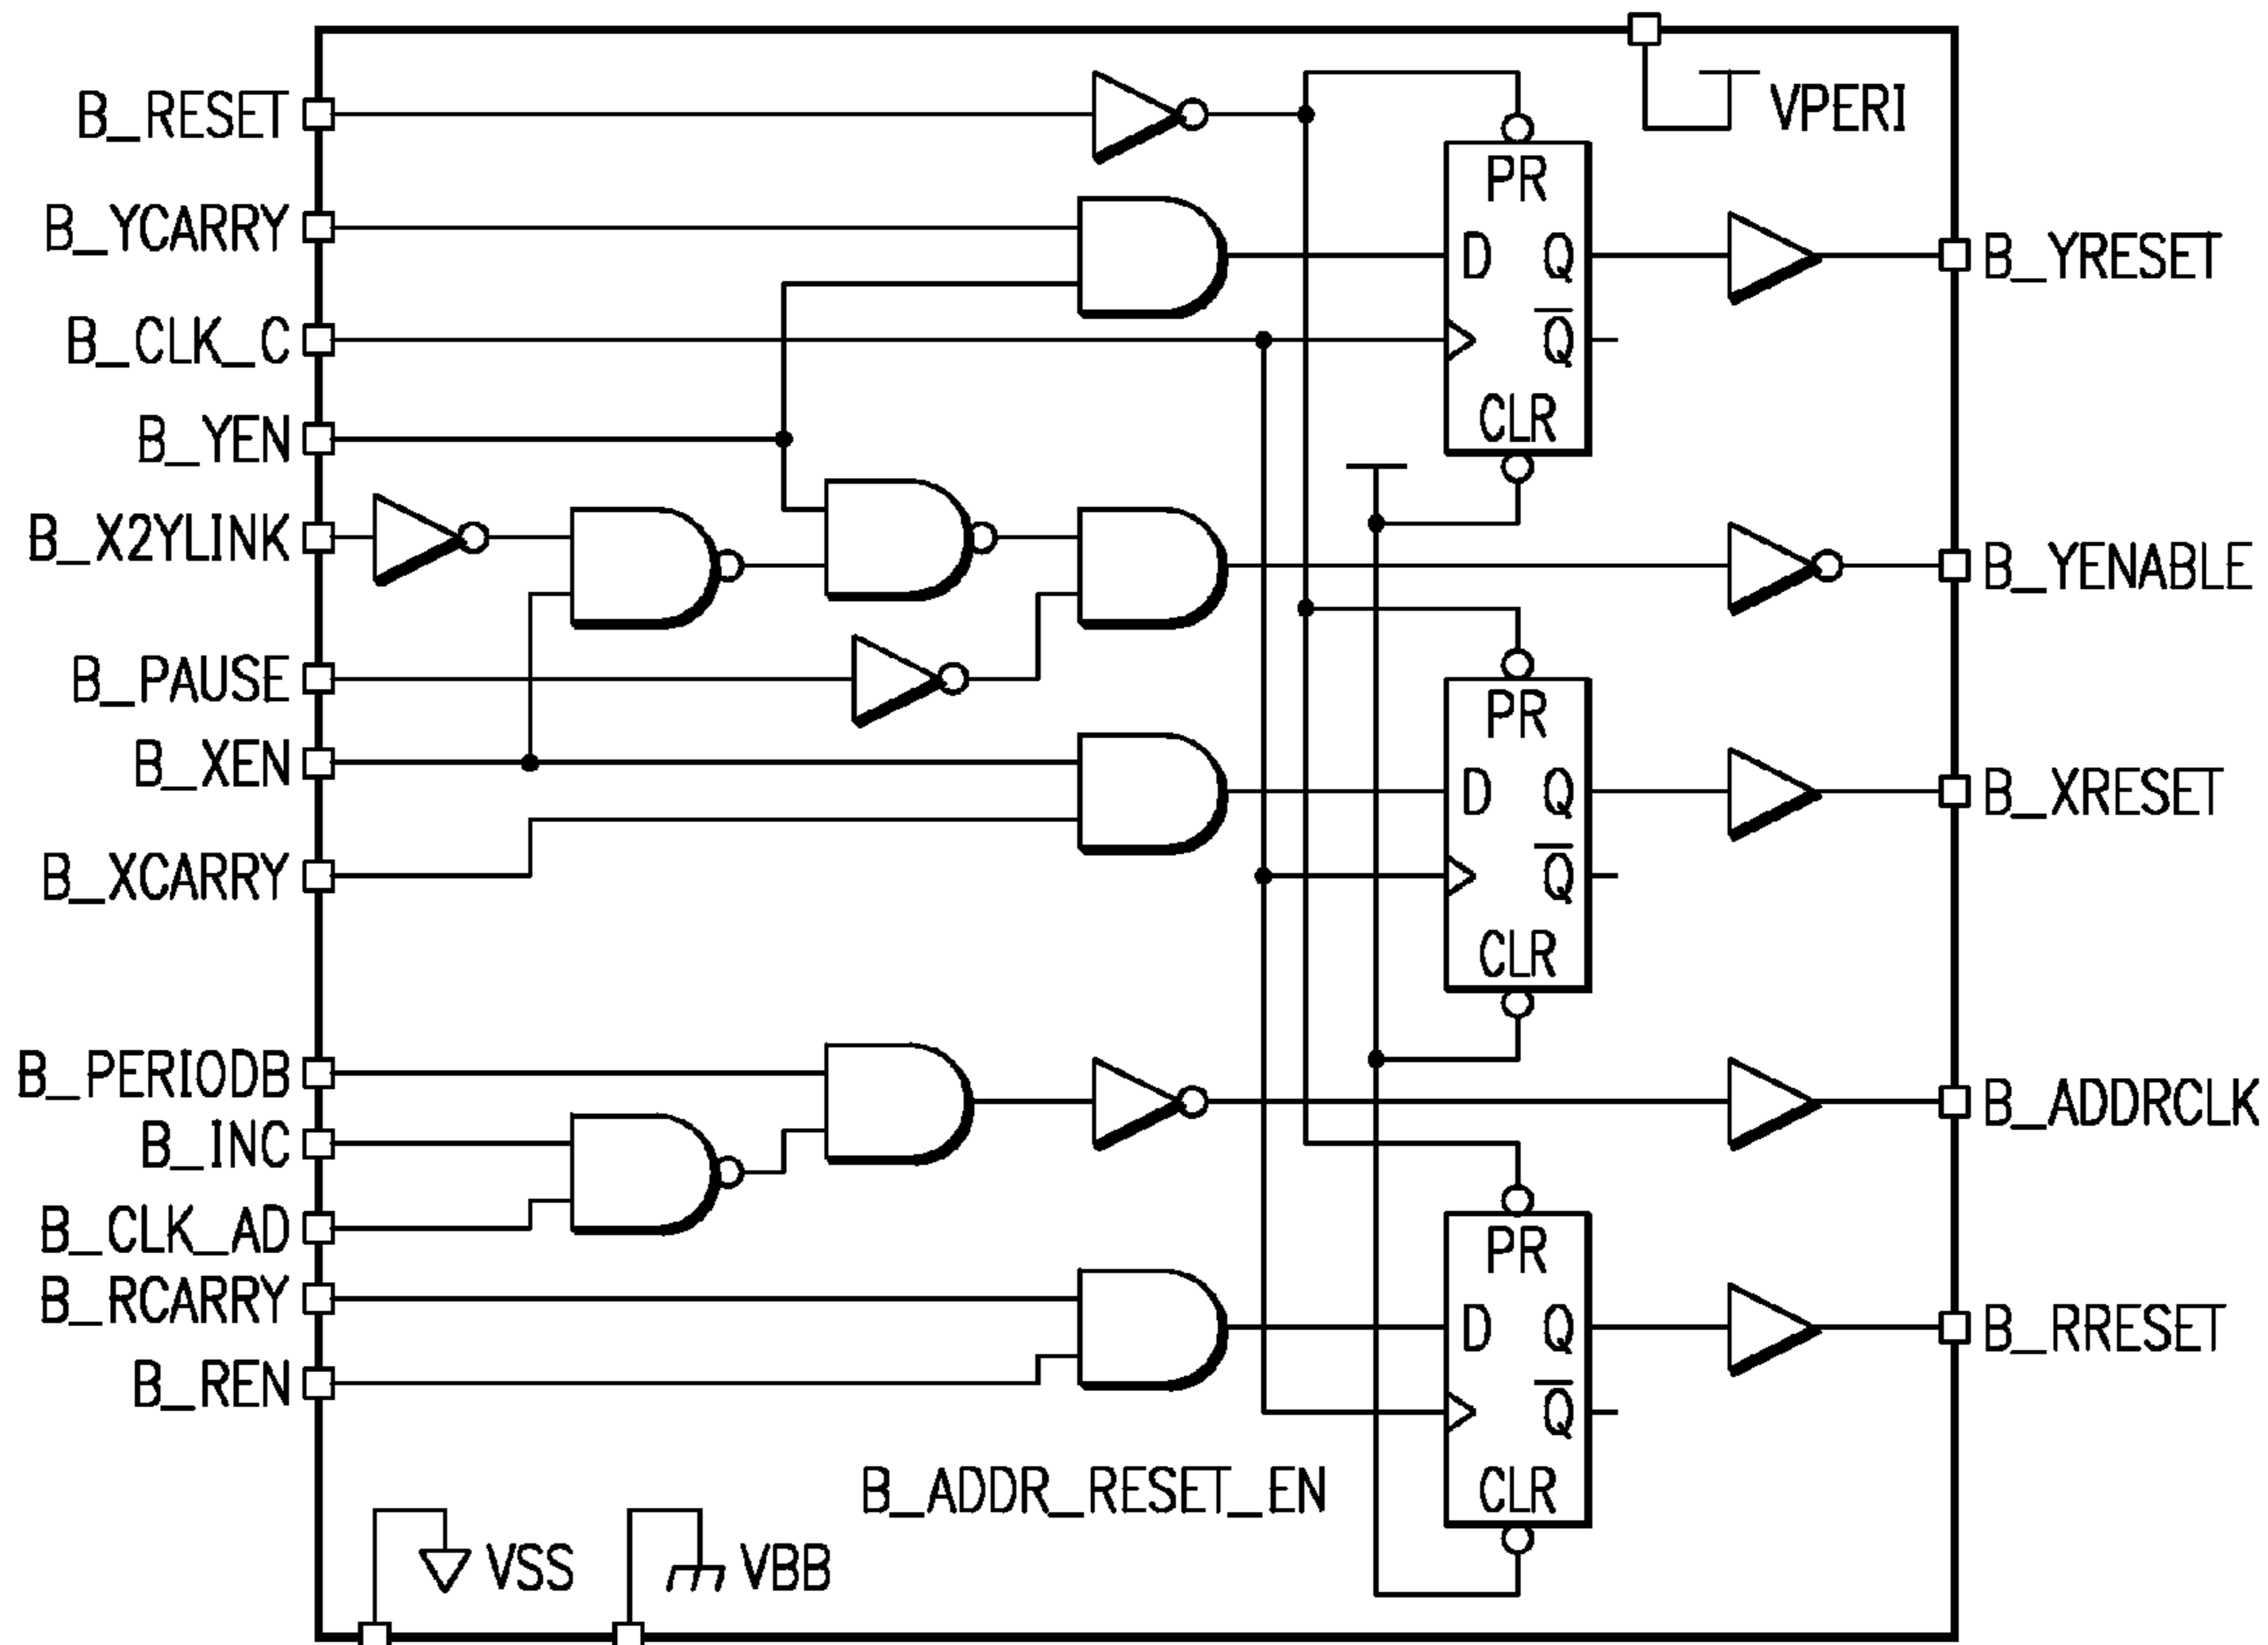 VPERI
B_RESET
PR
B_YCARRY
D Q B_YRESET
B_CLK_C
Q
CLR
B_YEN
B_X2YLINK
B_YENABLE
B_PAUSE
PR
B_XEN
D Q B_XRESET
B_XCARRY
Q
CLR
B_PERIODB
B_ADDRCLK
B_INC
B_CLK_AD
PR
B_RCARRY
D Q B_RRESET
B_REN
Q
B_ADDR_RESET_EN
CLR
VSS VBB